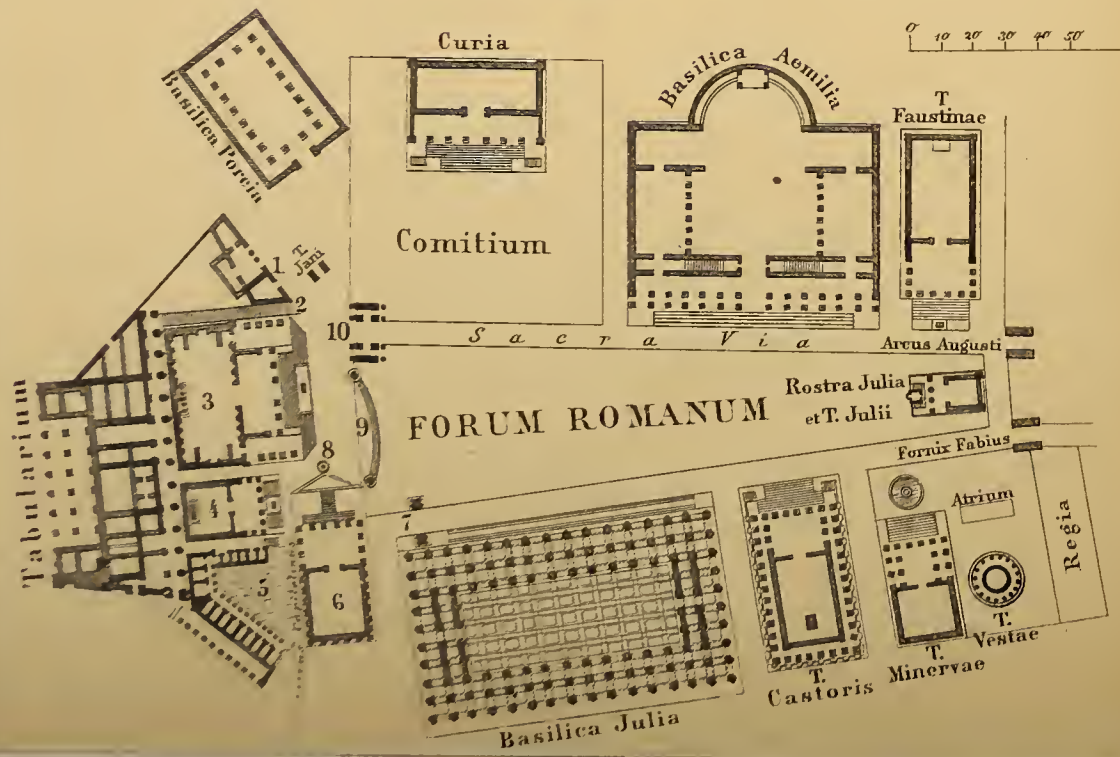 Curia
0 10 20 30 40 50
Basilica Aemilia
T.
Faustinae
Basilica Porcia
Comitium
T.
Jani
1
2
10
Sacra Via
Arcus Augusti
3
Rostra Julia
et T. Julii
FORUM ROMANUM
9
8
Fornix Fabius
Tabularium
4
7
Atrium
Regia
5
6
T.
Vestae
T.
Minervae
T.
Castoris
Basilica Julia